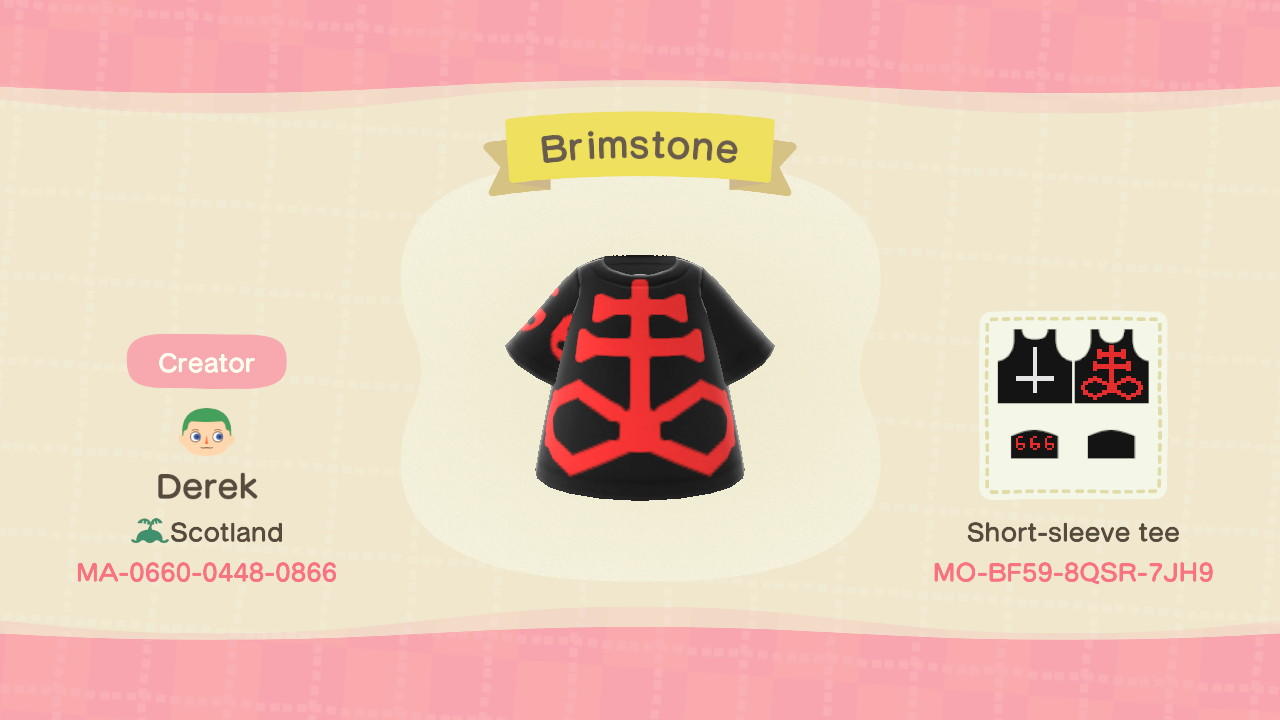 Brimstone
Creator
Derek
Scotland
MA-0660-0448-0866
666
Short-sleeve tee
MO-BF59-8QSR-7JH9